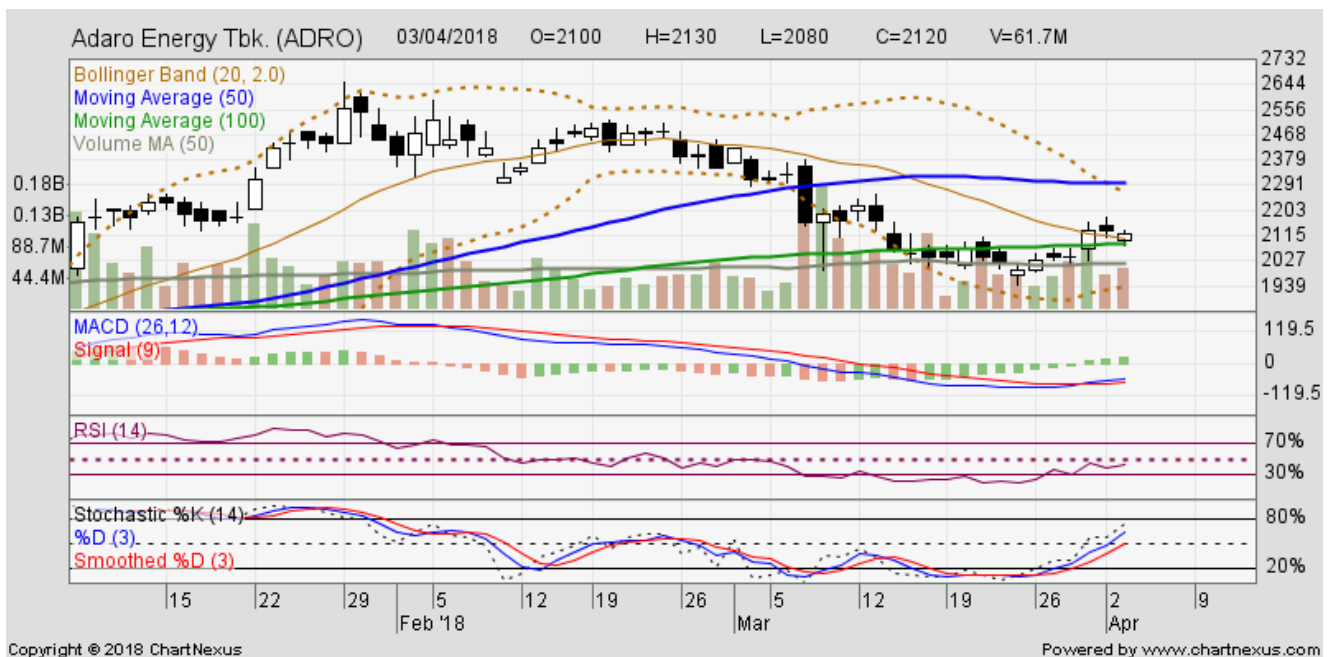 Adaro Energy Tbk. (ADRO) 03/04/2018 O=2100 H=2130 L=2080 C=2120 V=61.7M
Bollinger Band (20, 2.0)
Moving Average (50)
Moving Average (100)
Volume MA (50)
0.18B
0.13B
88.7M
44.4M
2732
2644
2556
2468
2379
2291
2203
2115
2027
1939
MACD (26,12)
Signal (9)
119.5
0
-119.5
RSI (14)
70%
30%
Stochastic %K (14)
%D (3)
Smoothed %D (3)
80%
20%
15 22 29 5 12 19 26 5 12 19 26 2 9
Feb '18 Mar Apr
Copyright © 2018 ChartNexus Powered by www.chartnexus.com